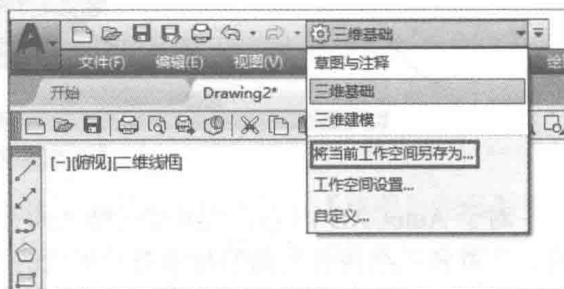 三维基础
文件(F) 编辑(E) 视图(V)
草图与注释
开始 Drawing2*
三维基础
三维建模
[-][俯视][二维线框]
将当前工作空间另存为...
工作空间设置...
自定义...